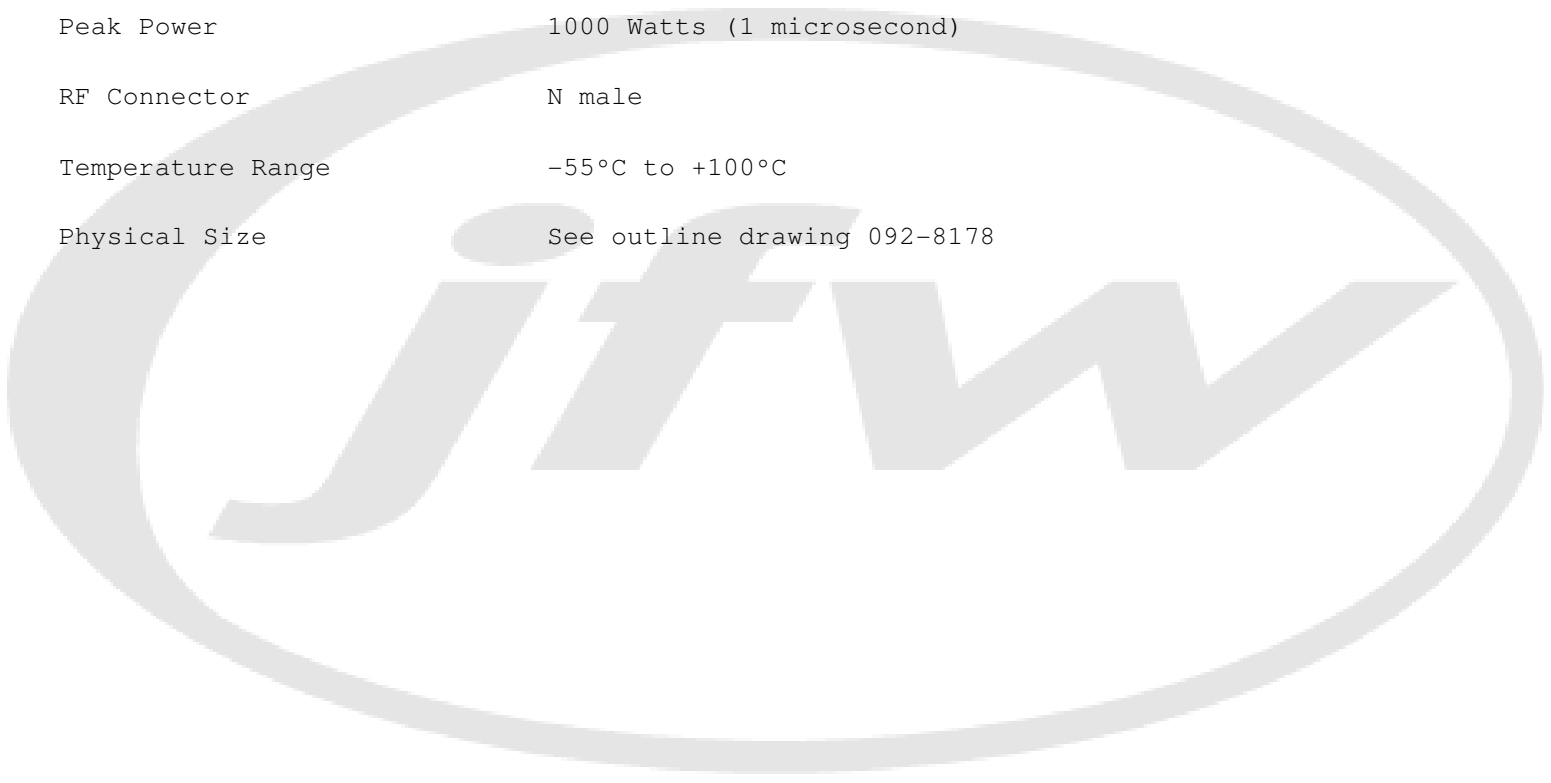 Peak Power 1000 Watts (1 microsecond)
RF Connector N male
Temperature Range -55°C to +100°C
Physical Size See outline drawing 092-8178
jfw